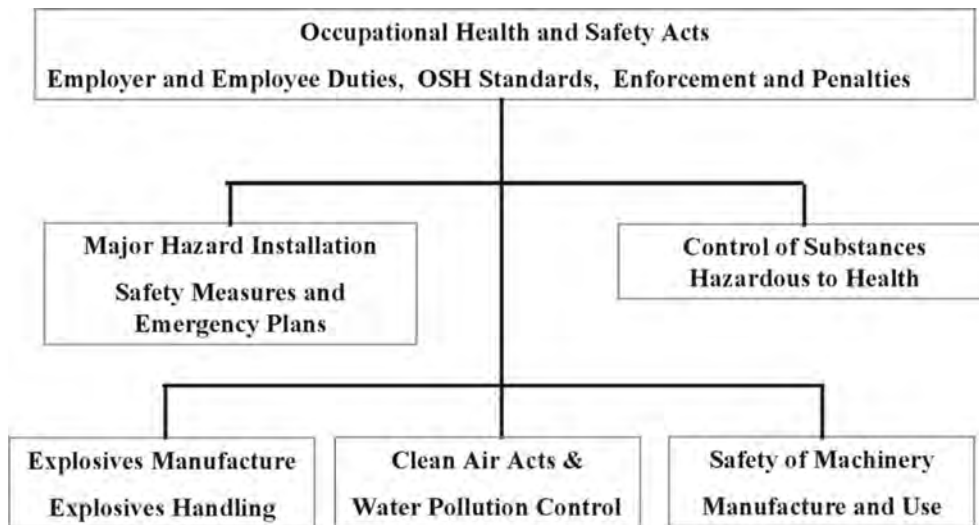 Occupational Health and Safety Acts
Employer and Employee Duties, OSH Standards, Enforcement and Penalties
Major Hazard Installation
Safety Measures and
Emergency Plans
Control of Substances
Hazardous to Health
Explosives Manufacture
Explosives Handling
Clean Air Acts &
Water Pollution Control
Safety of Machinery
Manufacture and Use